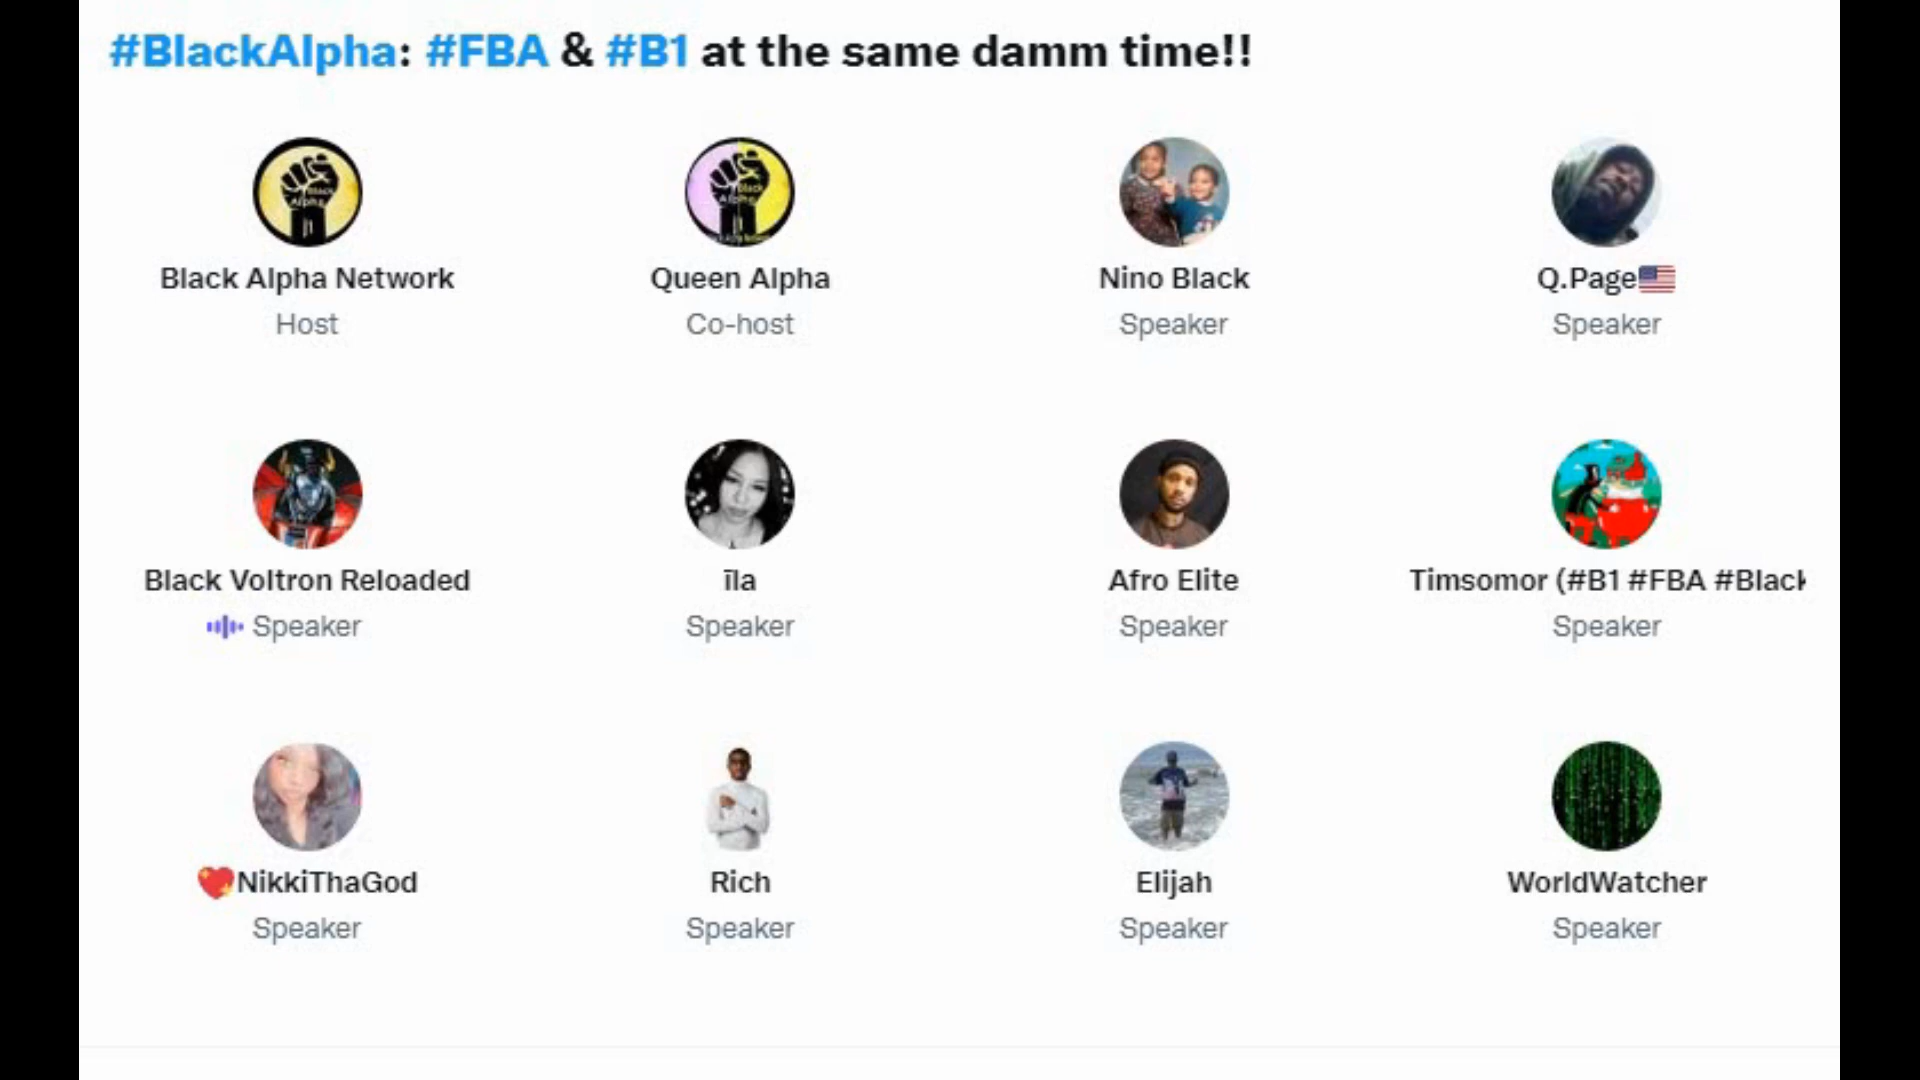 #BlackAlpha: #FBA & #B1 at the same damm time!!
Black Alpha Network
Host
Queen Alpha
Co-host
Nino Black
Speaker
Q.Page
Speaker
Black Voltron Reloaded
Speaker
īla
Speaker
Afro Elite
Speaker
Timsomor (#B1 #FBA #Black
Speaker
NikkiThaGod
Speaker
Rich
Speaker
Elijah
Speaker
WorldWatcher
Speaker